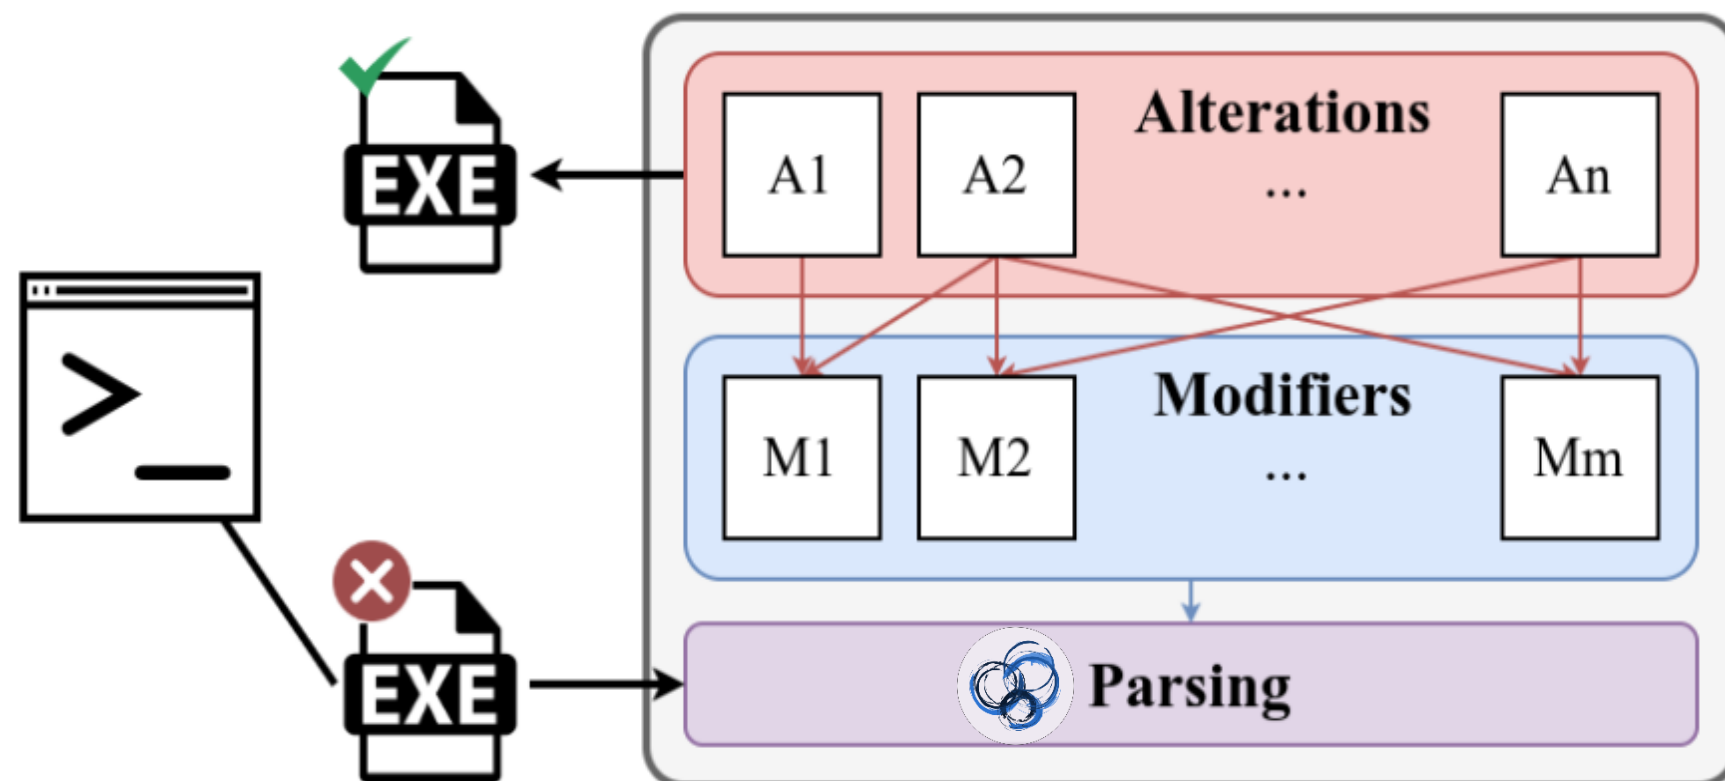 EXE
Alterations
A1
A2
...
An
>_
Modifiers
M1
M2
...
Mm
EXE
Parsing